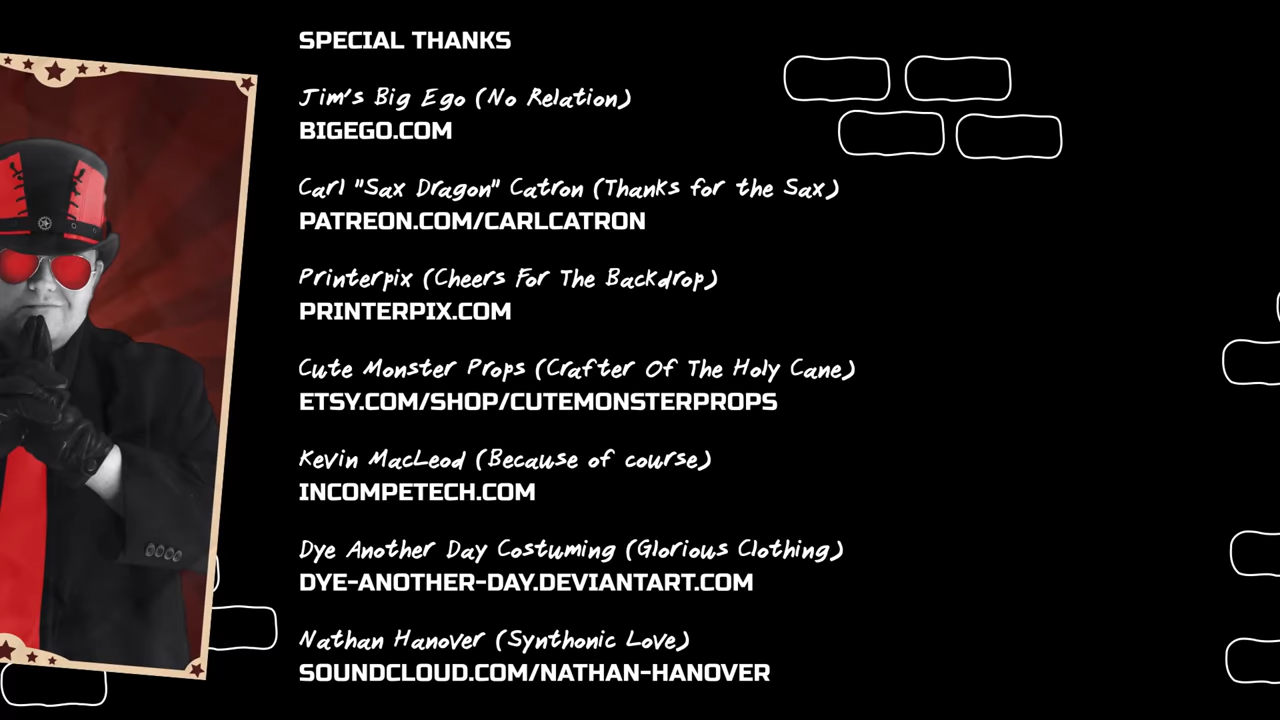 SPECIAL THANKS
Jim's Big Ego (No Relation)
BIGEGO.COM
Carl "Sax Dragon" Catron (Thanks for the Sax)
PATREON.COM/CARLCATRON
Printerpix (Cheers For The Backdrop)
PRINTERPIX.COM
Cute Monster Props (Crafter Of The Holy Cane)
ETSY.COM/SHOP/CUTEMONSTERPROPS
Kevin MacLeod (Because of course)
INCOMPETECH.COM
Dye Another Day Costuming (Glorious Clothing)
DYE-ANOTHER-DAY.DEVIANTART.COM
Nathan Hanover (Synthonic Love)
SOUNDCLOUD.COM/NATHAN-HANOVER